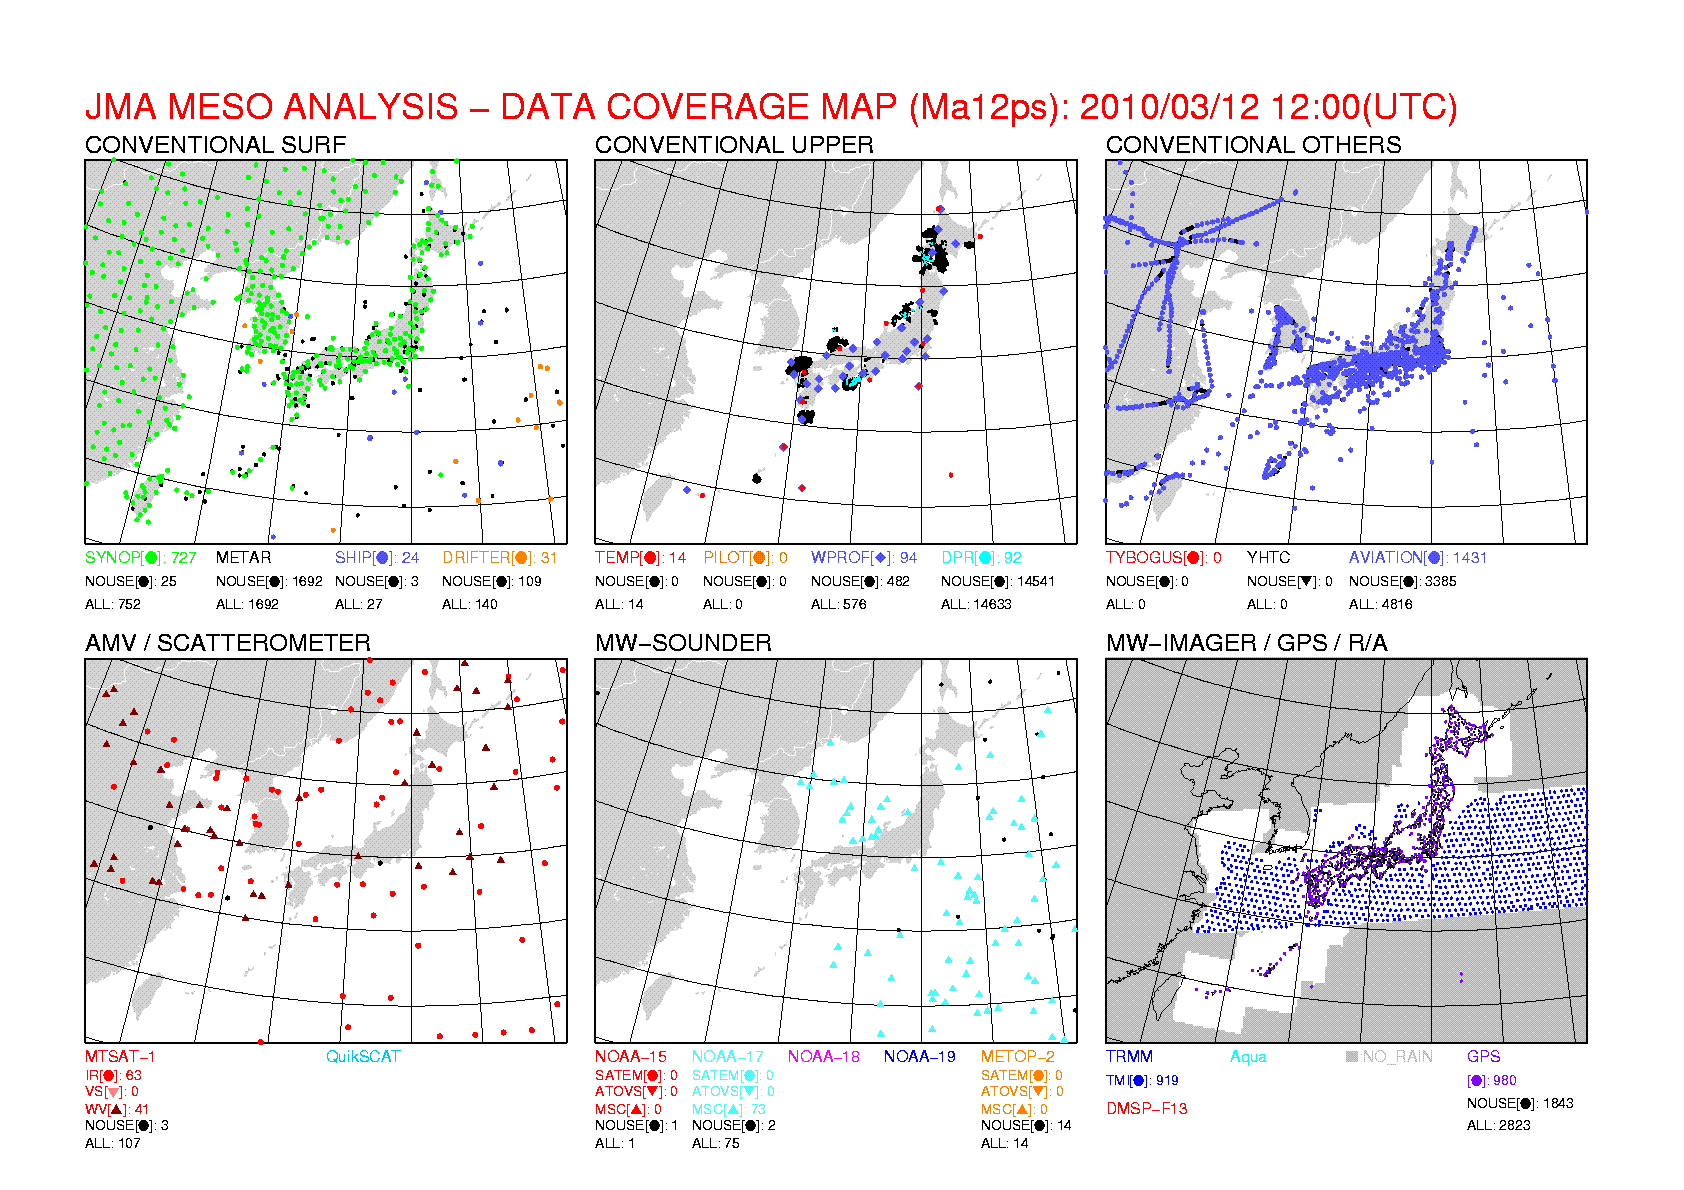 JMA MESO ANALYSIS – DATA COVERAGE MAP (Ma12ps): 2010/03/12 12:00(UTC)
CONVENTIONAL SURF
SYNOP[●]: 727 METAR SHIP[●]: 24 DRIFTER[●]: 31
NOUSE[●]: 25 NOUSE[●]: 1692 NOUSE[●]: 3 NOUSE[●]: 109
ALL: 752 ALL: 1692 ALL: 27 ALL: 140
CONVENTIONAL UPPER
TEMP[●]: 14 PILOT[●]: 0 WPROF[◆]: 94 DPR[●]: 92
NOUSE[●]: 0 NOUSE[●]: 0 NOUSE[●]: 482 NOUSE[●]: 14541
ALL: 14 ALL: 0 ALL: 576 ALL: 14633
CONVENTIONAL OTHERS
TYBOGUS[●]: 0 YHTC AVIATION[●]: 1431
NOUSE[●]: 0 NOUSE[▼]: 0 NOUSE[●]: 3385
ALL: 0 ALL: 0 ALL: 4816
AMV / SCATTEROMETER
MTSAT–1 QuikSCAT
IR[●]: 63
VS[▼]: 0
WV[▲]: 41
NOUSE[●]: 3
ALL: 107
MW–SOUNDER
NOAA–15 NOAA–17 NOAA–18 NOAA–19 METOP–2
SATEM[●]: 0 SATEM[●]: 0 SATEM[●]: 0
ATOVS[▼]: 0 ATOVS[▼]: 0 ATOVS[▼]: 0
MSC[▲]: 0 MSC[▲]: 73 MSC[▲]: 0
NOUSE[●]: 1 NOUSE[●]: 2 NOUSE[●]: 14
ALL: 1 ALL: 75 ALL: 14
MW–IMAGER / GPS / R/A
TRMM Aqua ■:NO_RAIN GPS
TMI[●]: 919 [●]: 980
DMSP–F13 NOUSE[●]: 1843
ALL: 2823